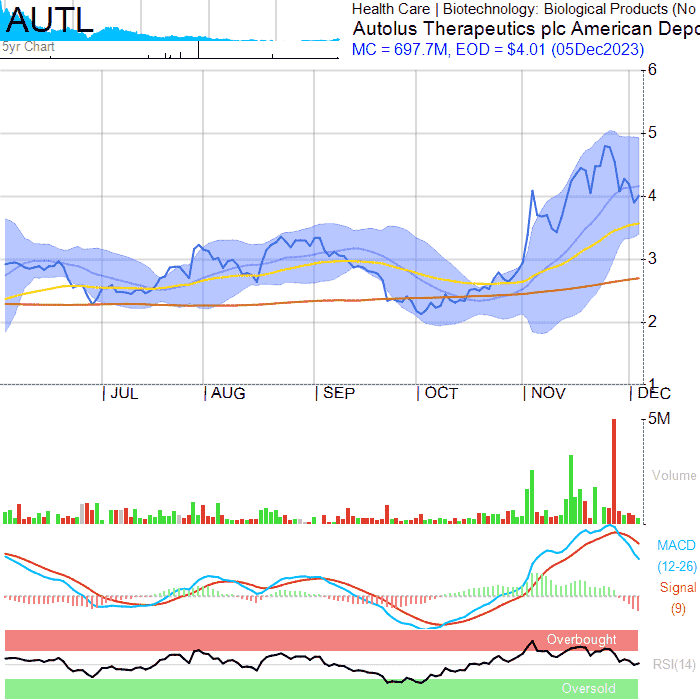 AUTL
5yr Chart
Health Care | Biotechnology: Biological Products (No
Autolus Therapeutics plc American Depo
MC = 697.7M, EOD = $4.01 (05Dec2023)
6
5
4
3
2
1
JUL AUG SEP OCT NOV DEC
5M
Volume
MACD
(12-26)
Signal
(9)
Overbought
RSI(14)
Oversold